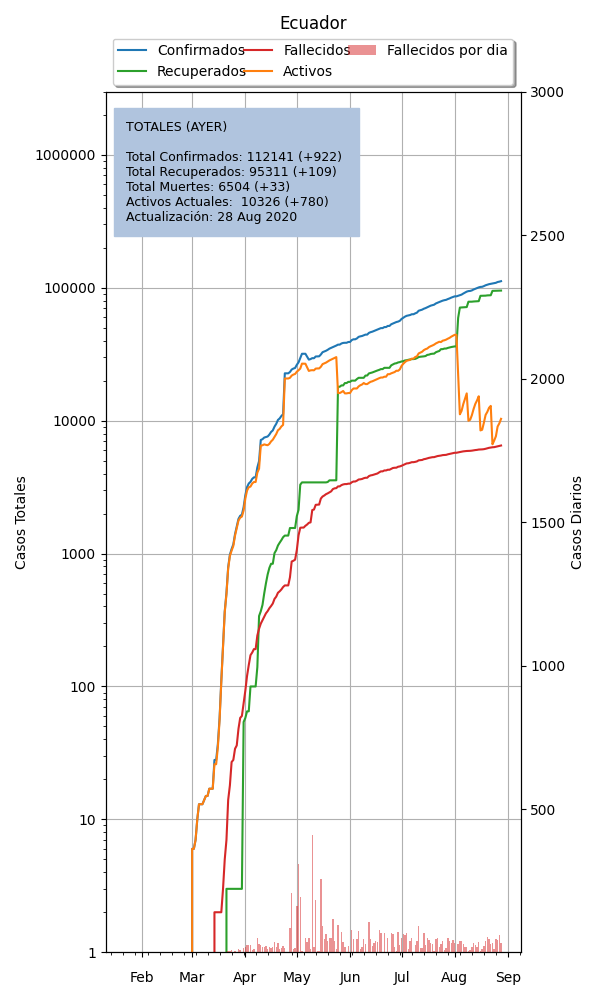 Ecuador
Confirmados Fallecidos Fallecidos por dia
Recuperados Activos
TOTALES (AYER)
Total Confirmados: 112141 (+922)
Total Recuperados: 95311 (+109)
Total Muertes: 6504 (+33)
Activos Actuales:  10326 (+780)
Actualización: 28 Aug 2020
Casos Totales
1000000
100000
10000
1000
100
10
1
3000
2500
2000
1500
1000
500
Casos Diarios
Feb Mar Apr May Jun Jul Aug Sep